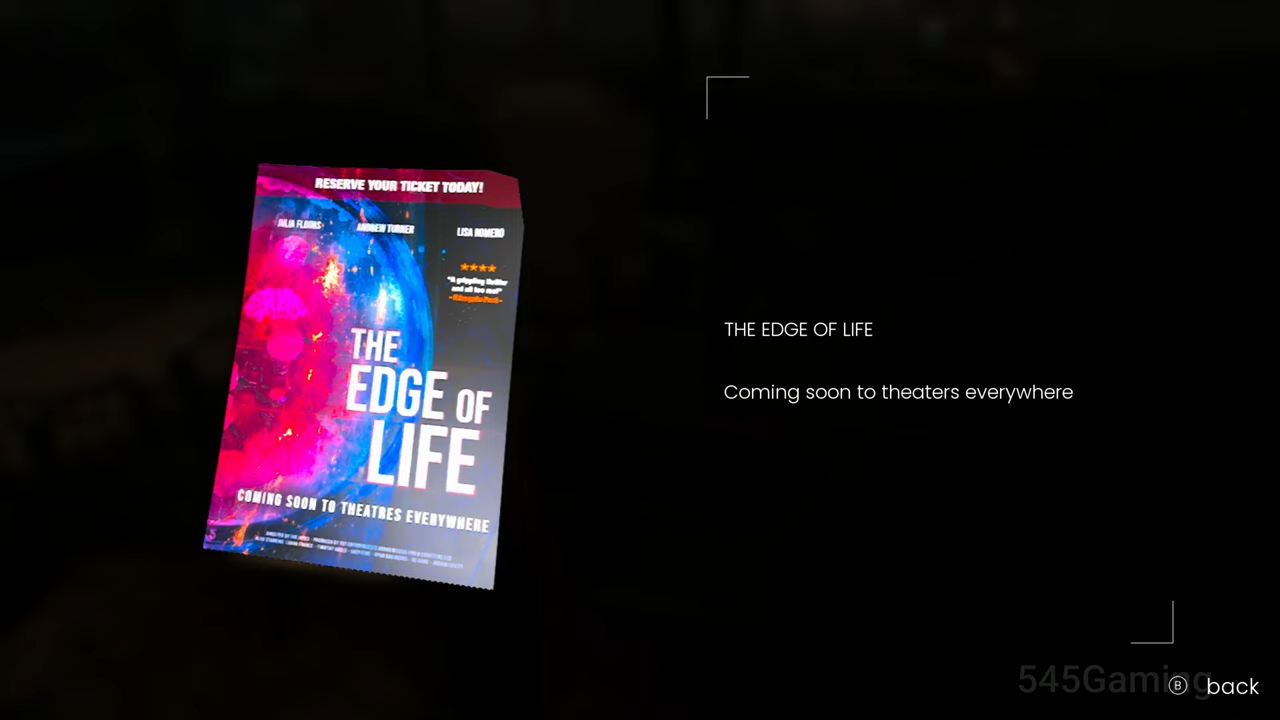 RESERVE YOUR TICKET TODAY!
JULIA FLOORS ANDREW TURNER LISA ROMERO
"A gripping thriller
and all too real"
THE
EDGE OF
LIFE
COMING SOON TO THEATRES EVERYWHERE
THE EDGE OF LIFE
Coming soon to theaters everywhere
545Gaming
B back